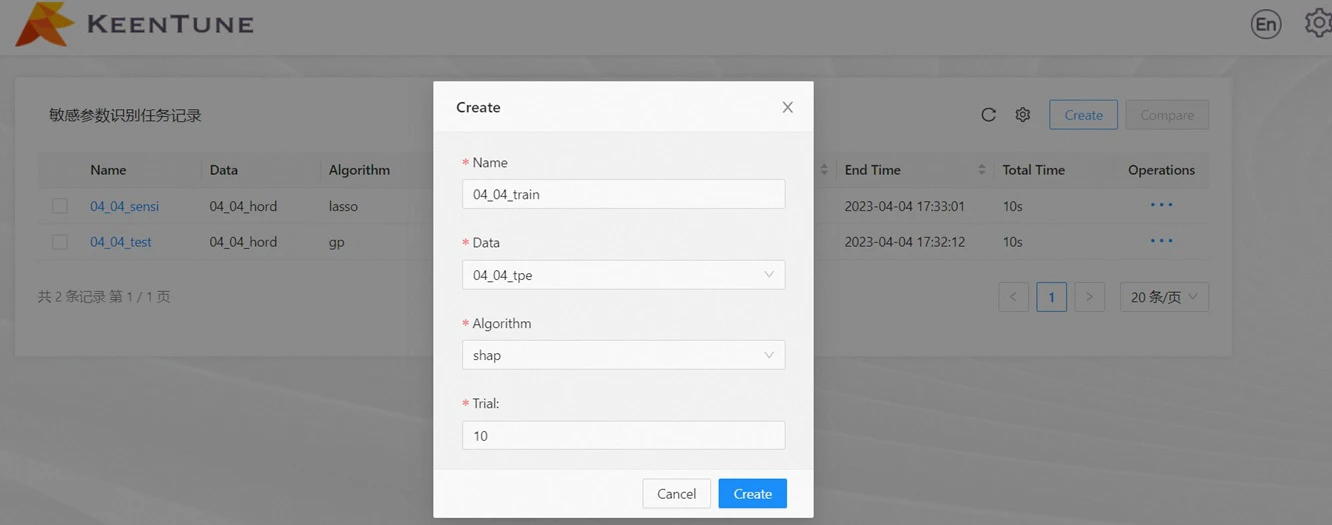 KEENTUNE
En
敏感参数识别任务记录
Create
Compare
Name Data Algorithm End Time Total Time Operations
04_04_sensi 04_04_hord lasso 2023-04-04 17:33:01 10s
04_04_test 04_04_hord gp 2023-04-04 17:32:12 10s
共 2 条记录 第 1 / 1 页
1
20 条/页
Create
* Name
04_04_train
* Data
04_04_tpe
* Algorithm
shap
* Trial:
10
Cancel
Create